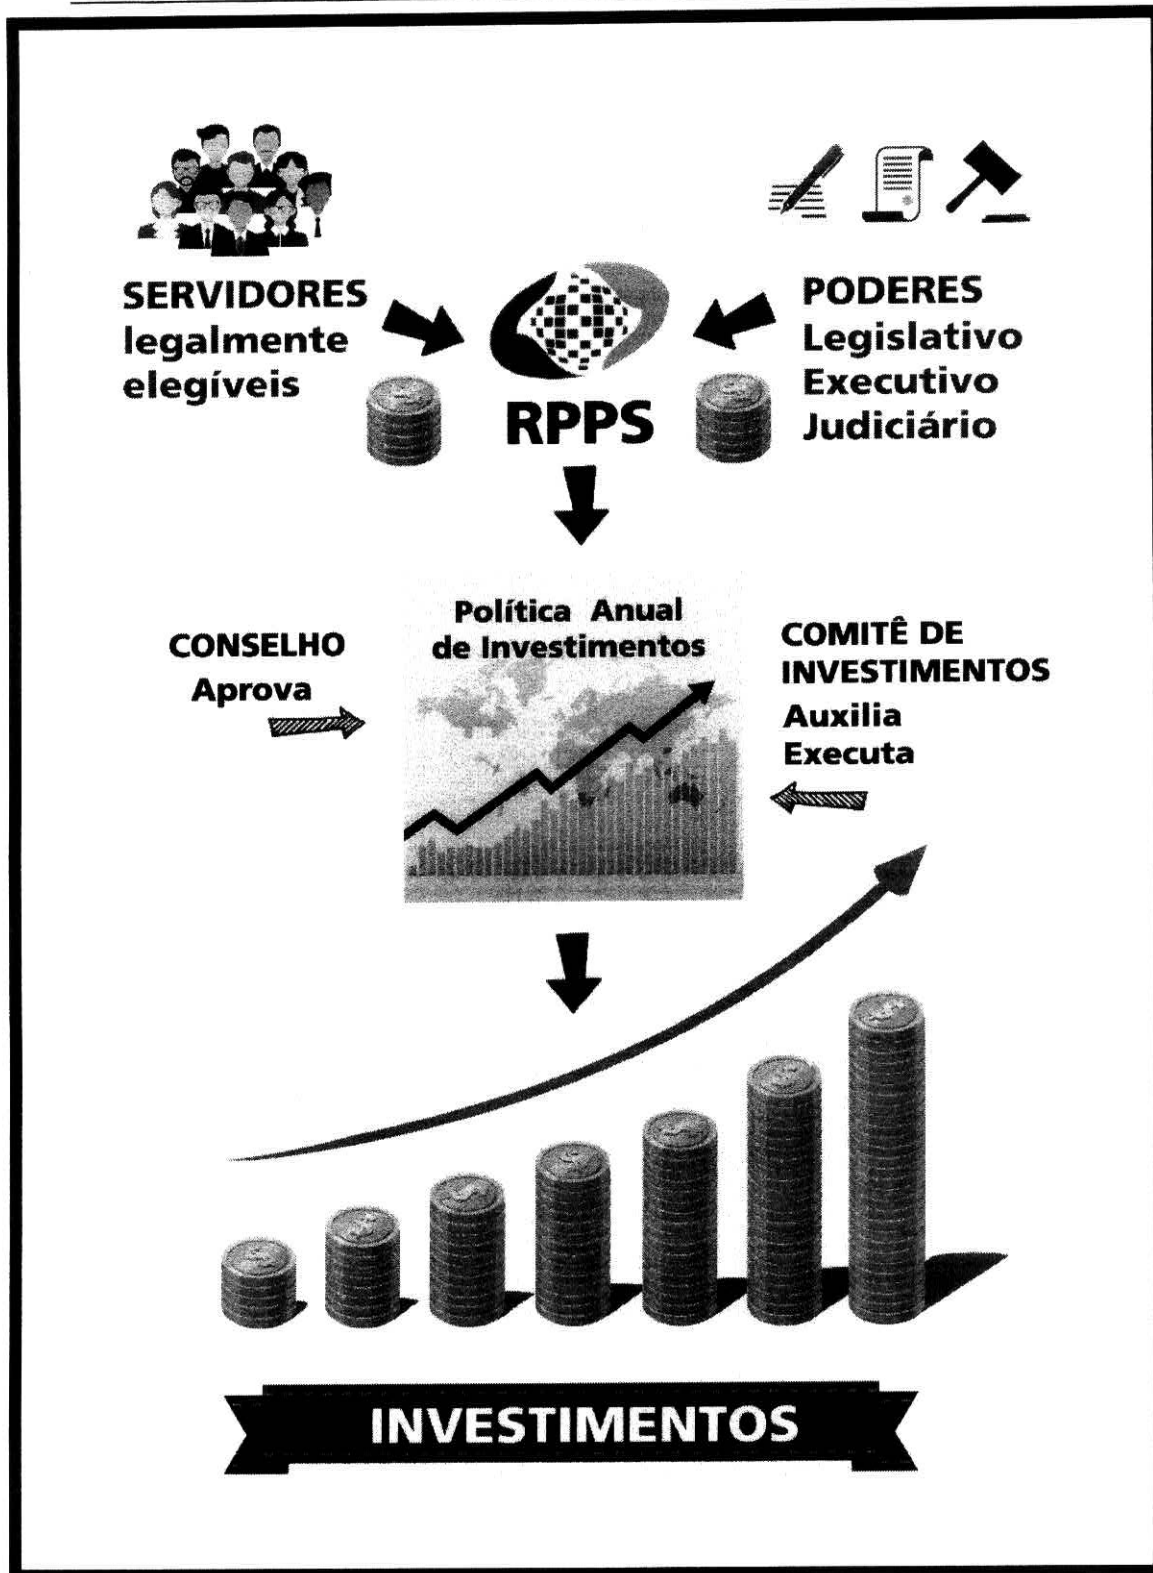 SERVIDORES
legalmente
elegíveis
RPPS
PODERES
Legislativo
Executivo
Judiciário
Política Anual
de Investimentos
CONSELHO
Aprova
COMITÊ DE
INVESTIMENTOS
Auxilia
Executa
INVESTIMENTOS